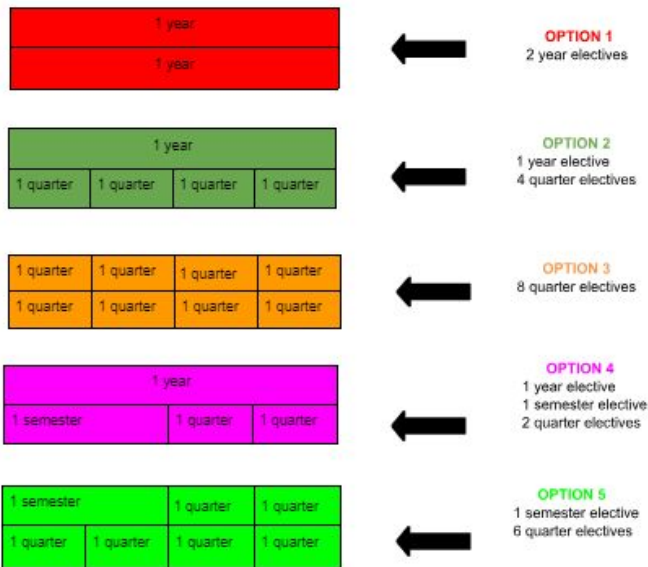 1 year
1 year
OPTION 1
2 year electives
1 year
1 quarter 1 quarter 1 quarter 1 quarter
OPTION 2
1 year elective
4 quarter electives
1 quarter 1 quarter 1 quarter 1 quarter
1 quarter 1 quarter 1 quarter 1 quarter
OPTION 3
8 quarter electives
1 year
1 semester 1 quarter 1 quarter
OPTION 4
1 year elective
1 semester elective
2 quarter electives
1 semester 1 quarter 1 quarter
1 quarter 1 quarter 1 quarter 1 quarter
OPTION 5
1 semester elective
6 quarter electives